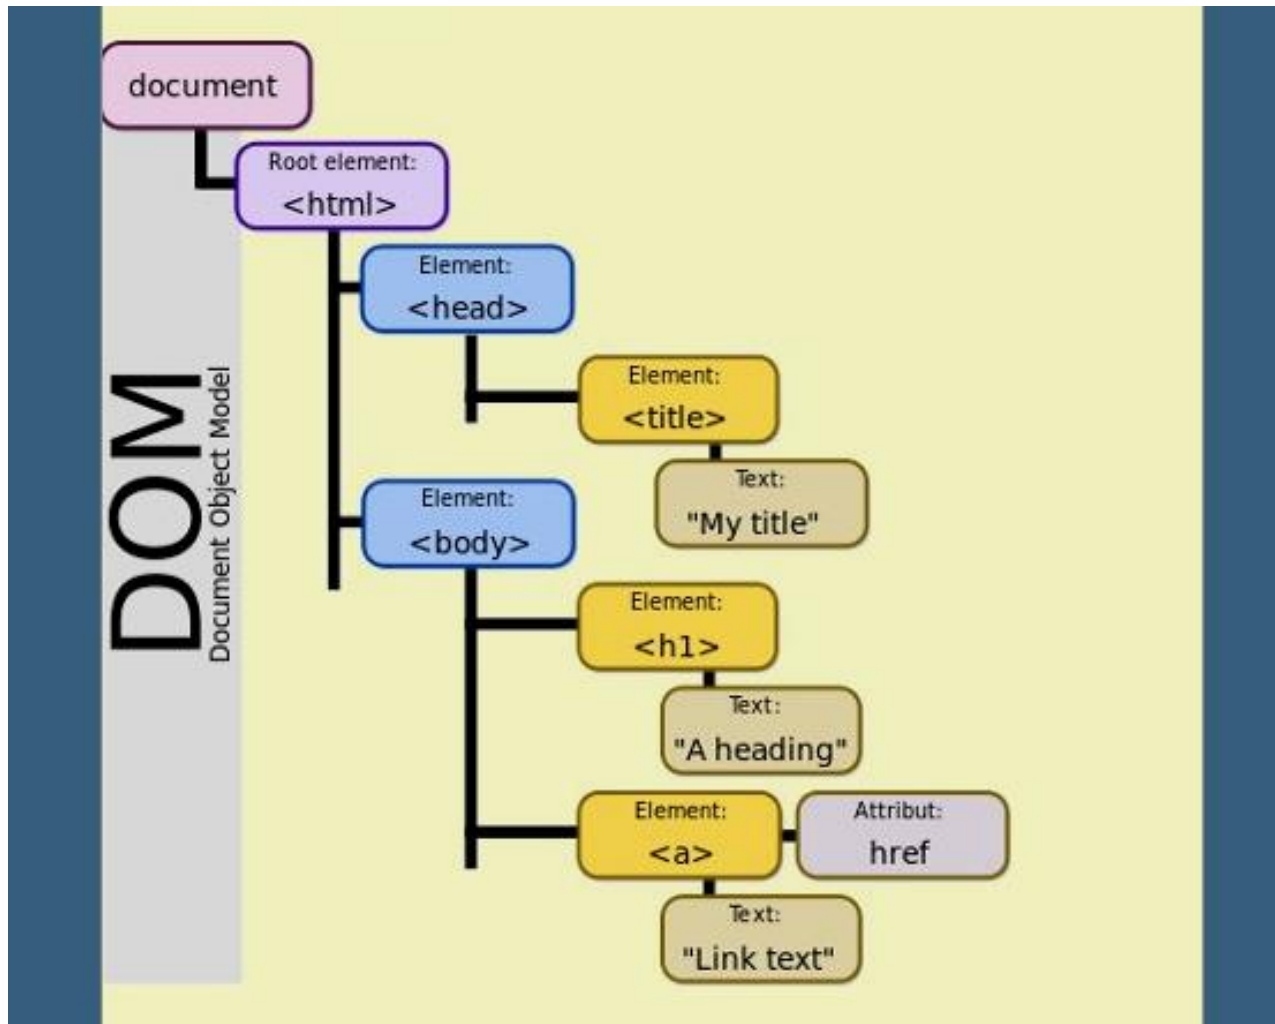 document
Root element:
<html>
Element:
<head>
Element:
<title>
Text:
"My title"
Element:
<body>
Element:
<h1>
Text:
"A heading"
Element:
<a>
Attribut:
href
Text:
"Link text"
DOM
Document Object Model